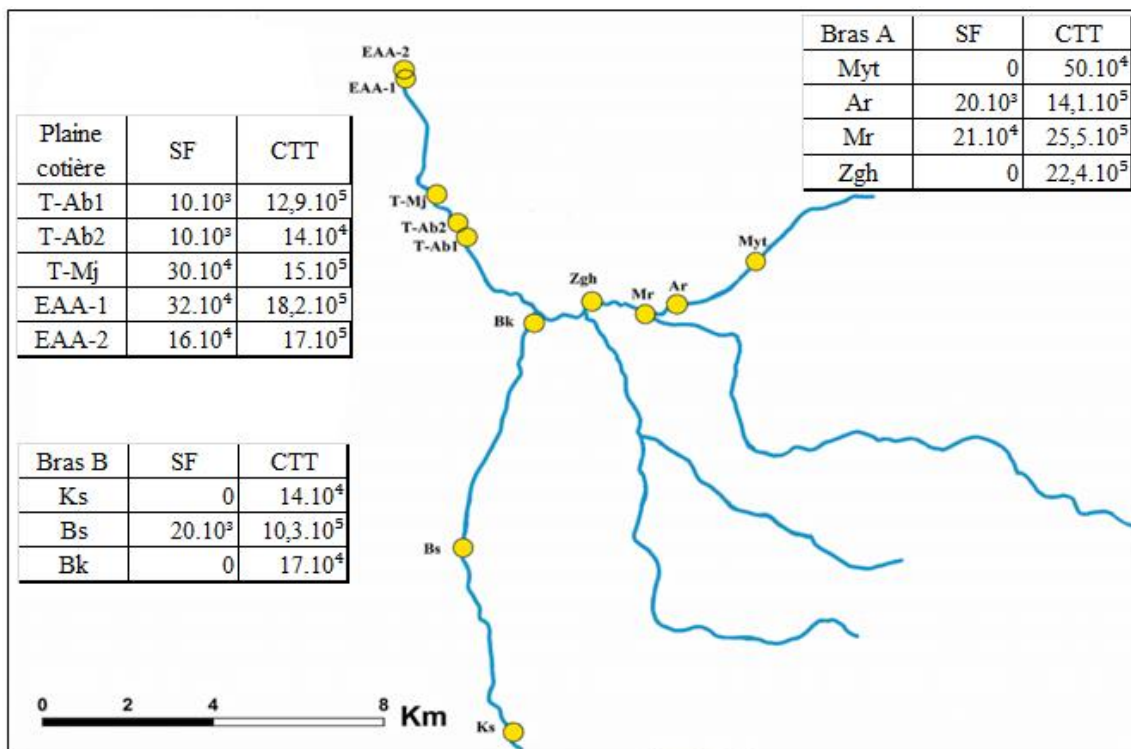 Bras A SF CTT
Myt 0 50.10⁴
Ar 20.10³ 14,1.10⁵
Mr 21.10⁴ 25,5.10⁵
Zgh 0 22,4.10⁵
EAA-2
EAA-1
Plaine
cotière SF CTT
T-Ab1 10.10³ 12,9.10⁵
T-Ab2 10.10³ 14.10⁴
T-Mj 30.10⁴ 15.10⁵
EAA-1 32.10⁴ 18,2.10⁵
EAA-2 16.10⁴ 17.10⁵
T-Mj
T-Ab2
T-Ab1
Myt
Zgh
Mr
Ar
Bk
Bras B SF CTT
Ks 0 14.10⁴
Bs 20.10³ 10,3.10⁵
Bk 0 17.10⁴
Bs
Ks
0 2 4 8 Km